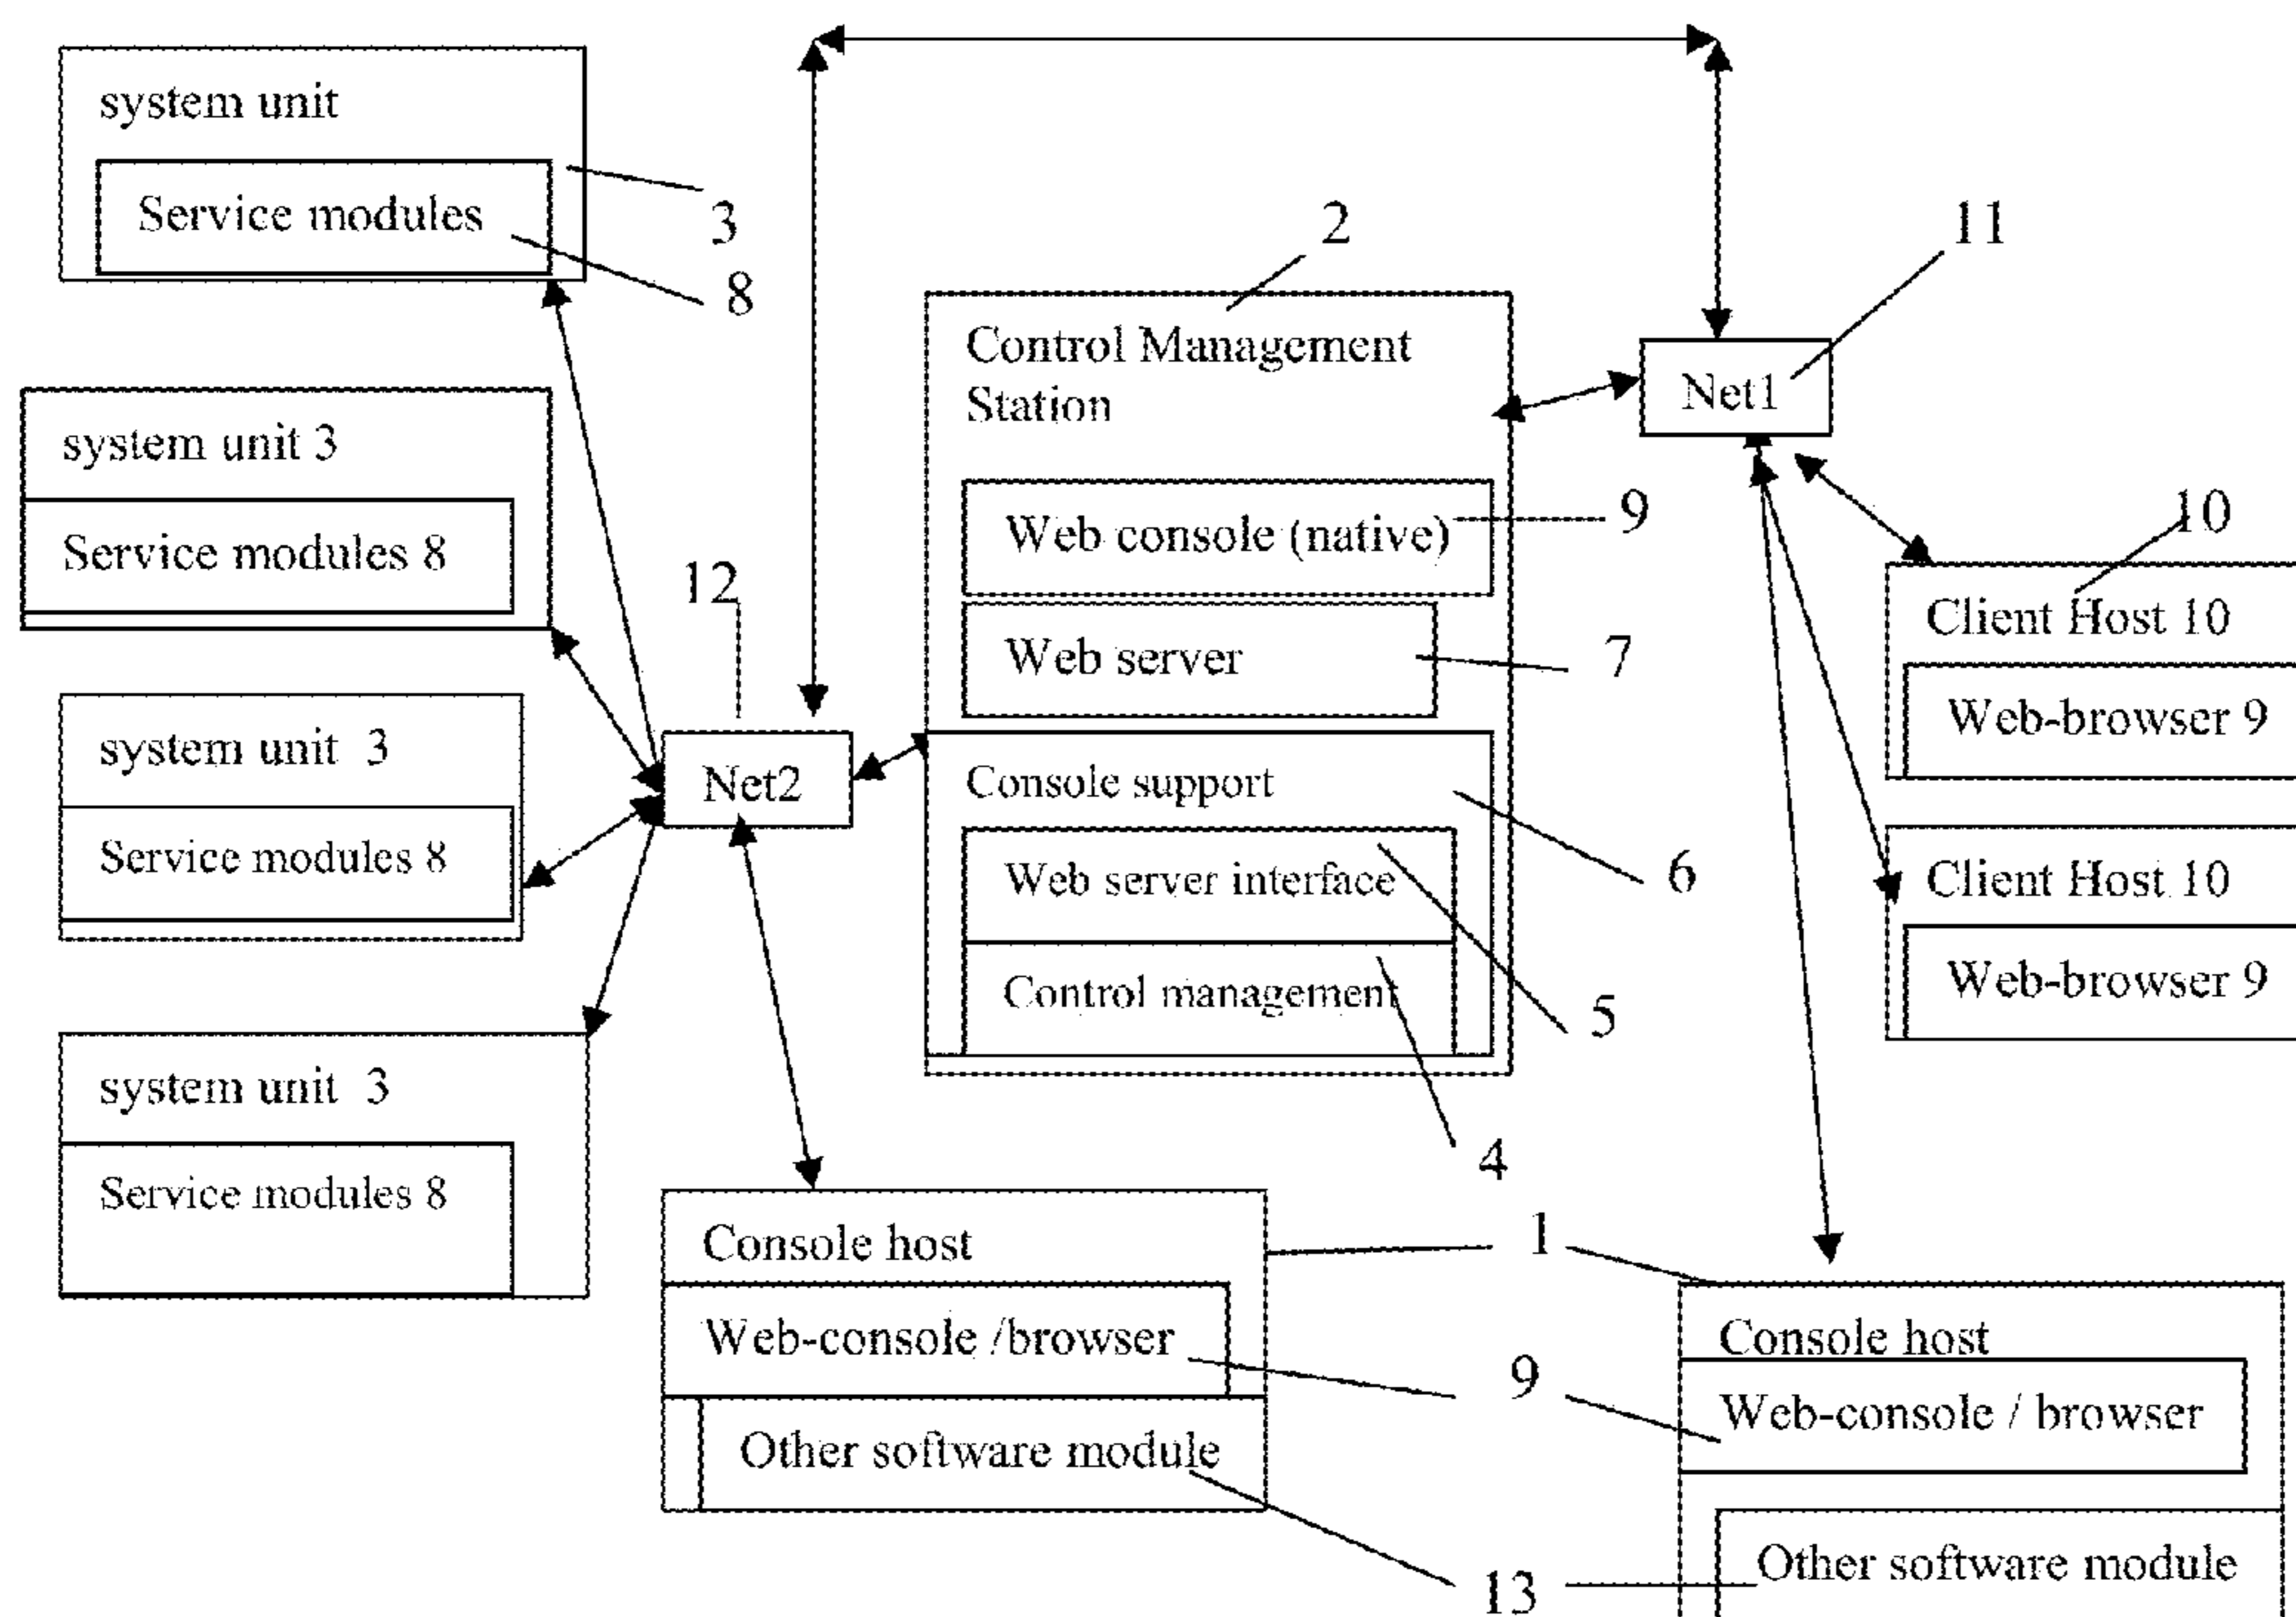 system unit
Service modules
3
8
system unit 3
Service modules 8
system unit 3
Service modules 8
system unit 3
Service modules 8
12
Net2
2
Control Management
Station
Web console (native)
9
Web server
7
Console support
6
Web server interface
5
Control management
4
11
Net1
10
Client Host 10
Web-browser 9
Client Host 10
Web-browser 9
Console host
1
Web-console /browser
9
Other software module
13
Console host
Web-console / browser
Other software module